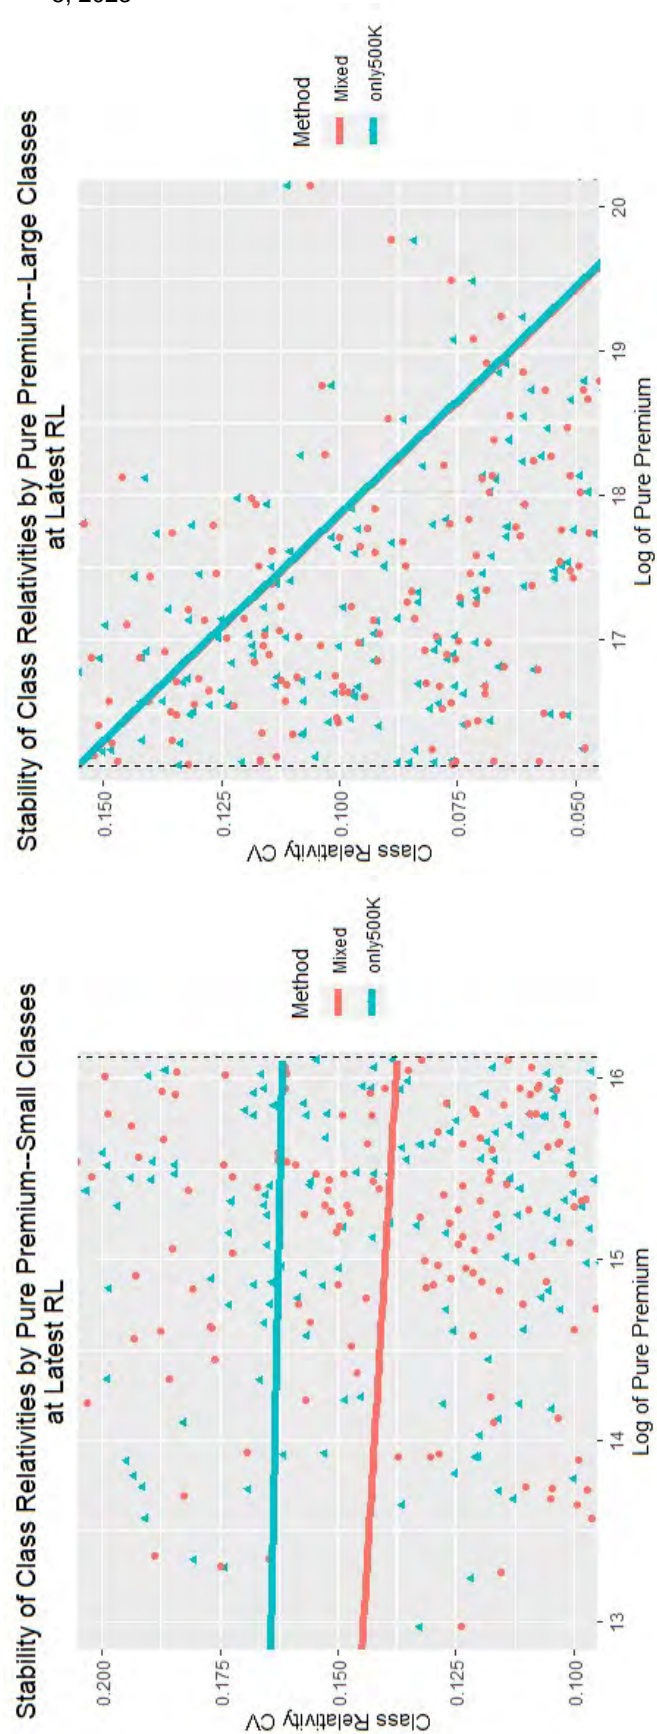 Stability of Class Relativities by Pure Premium--Small Classes
at Latest RL
Class Relativity CV
0.200
0.175
0.150
0.125
0.100
13
14
15
16
Log of Pure Premium
Method
Mixed
only500K
Stability of Class Relativities by Pure Premium--Large Classes
at Latest RL
Class Relativity CV
0.150
0.125
0.100
0.075
0.050
17
18
19
20
Log of Pure Premium
Method
Mixed
only500K